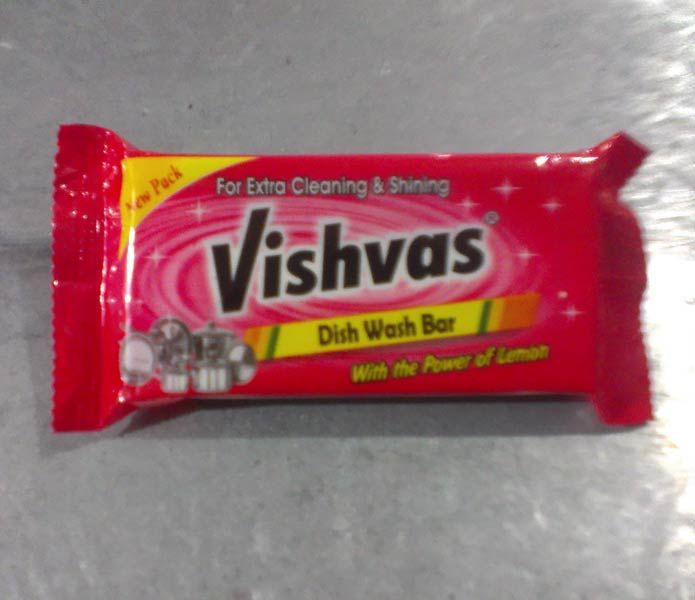 New Pack
For Extra Cleaning & Shining
Vishvas®
Dish Wash Bar
With the Power of Lemon